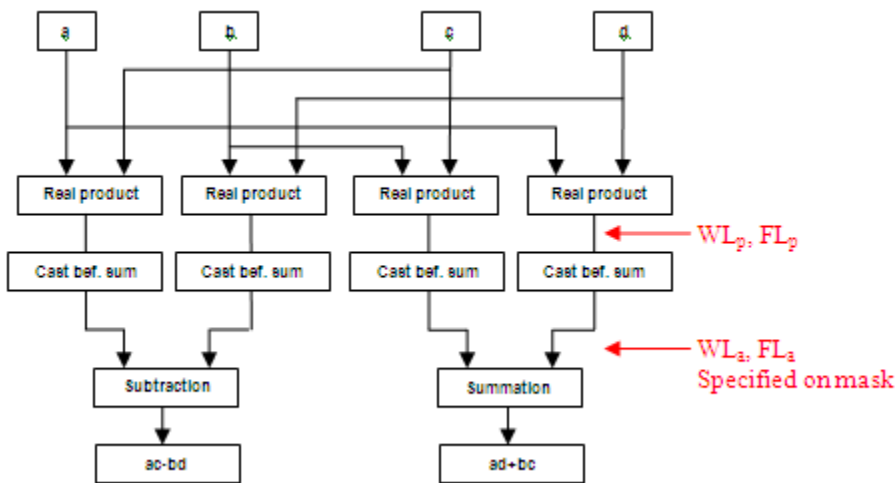 a b c d
Real product Real product Real product Real product
WLp, FLp
Cast bef. sum Cast bef. sum Cast bef. sum Cast bef. sum
WLa, FLa
Specified on mask
Subtraction Summation
ac-bd ad+bc